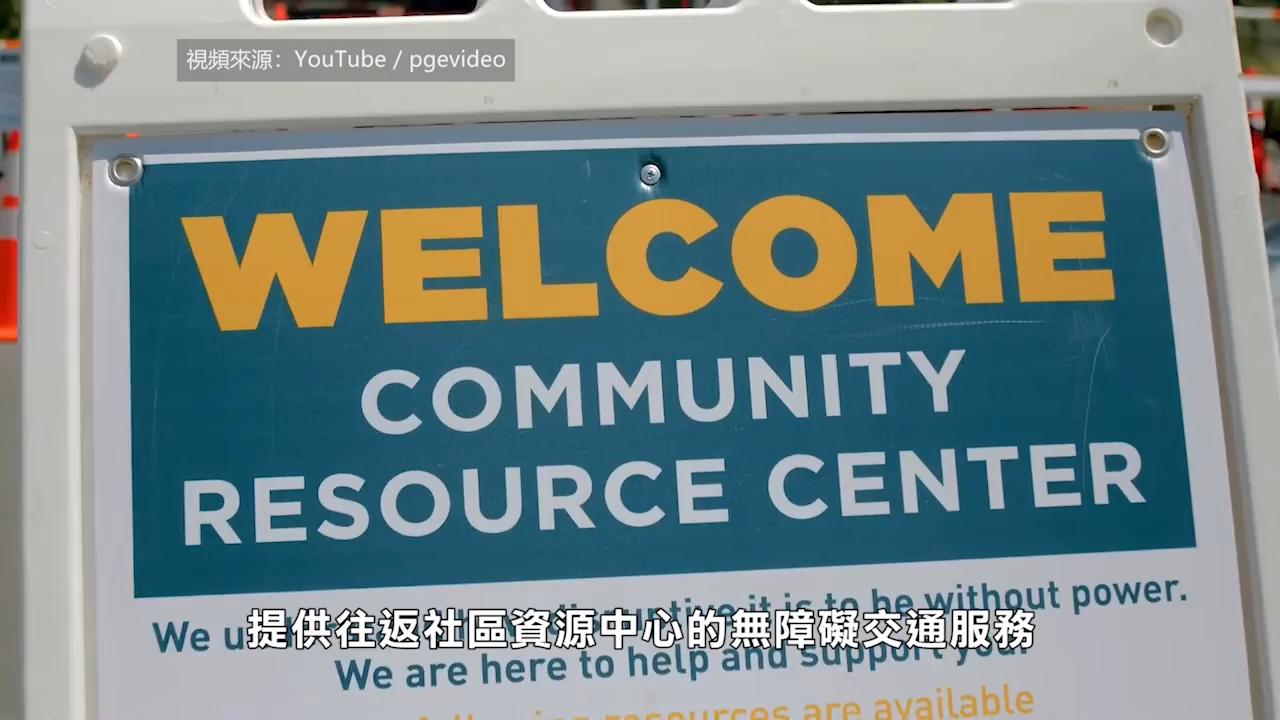 視頻來源：YouTube / pgevideo
WELCOME
COMMUNITY
RESOURCE CENTER
We it is to be without power.
提供往返社區資源中心的無障礙交通服務
We are here to help and support you.
resources are available